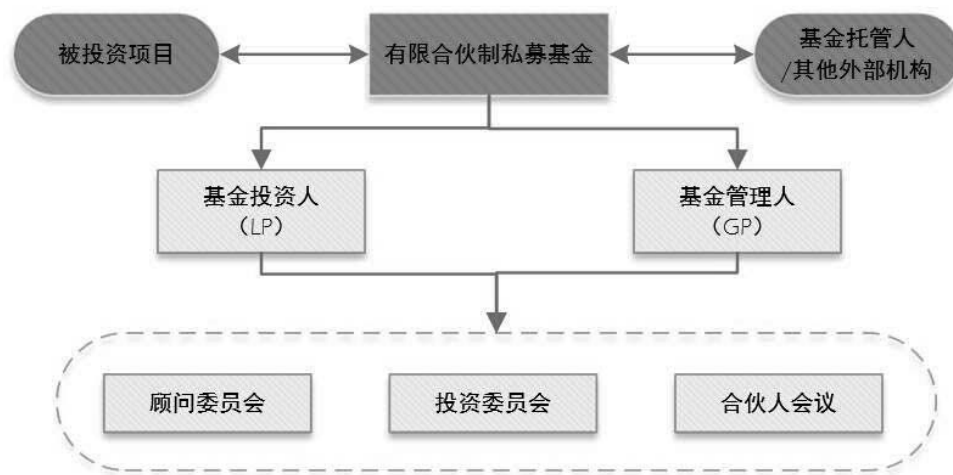 被投资项目
有限合伙制私募基金
基金托管人
/其他外部机构
基金投资人
（LP）
基金管理人
（GP）
顾问委员会
投资委员会
合伙人会议